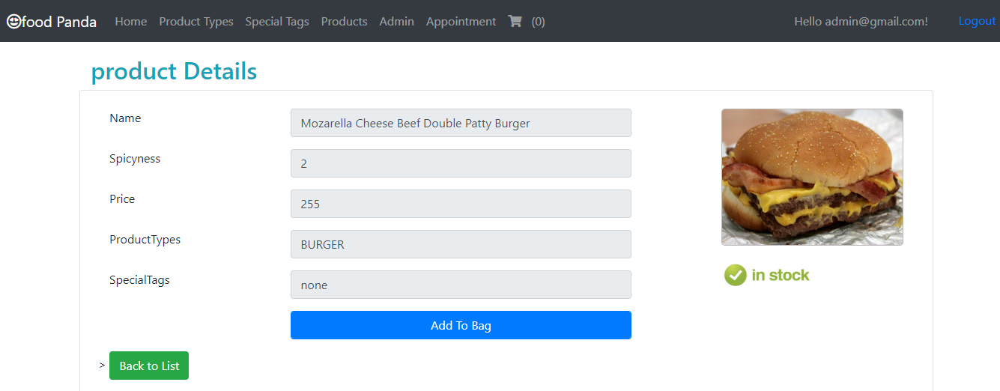 food Panda Home Product Types Special Tags Products Admin Appointment (0) Hello admin@gmail.com! Logout
product Details
Name Mozarella Cheese Beef Double Patty Burger
Spicyness 2
Price 255
ProductTypes BURGER
SpecialTags none
in stock
Add To Bag
> Back to List